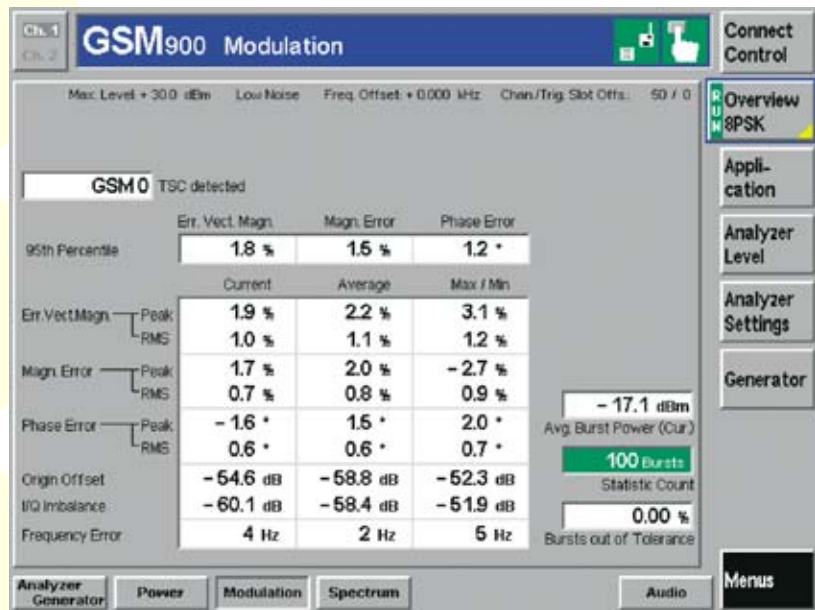 Ch. 1
Ch. 2
GSM900 Modulation
Connect Control
Max. Level + 30.0 dBm Low Noise Freq. Offset + 0.000 kHz Chan./Trig. Slot Offs.: 50 / 0
RUN
Overview 8PSK
GSM 0 TSC detected
Appli-
cation
Err. Vect. Magn. Magn. Error Phase Error
95th Percentile 1.8 % 1.5 % 1.2 °
Analyzer Level
Current Average Max / Min
Err.Vect.Magn. Peak 1.9 % 2.2 % 3.1 %
RMS 1.0 % 1.1 % 1.2 %
Analyzer Settings
Magn. Error Peak 1.7 % 2.0 % – 2.7 %
RMS 0.7 % 0.8 % 0.9 %
Generator
Phase Error Peak – 1.6 ° 1.5 ° 2.0 °
RMS 0.6 ° 0.6 ° 0.7 °
– 17.1 dBm
Avg. Burst Power (Cur.)
Origin Offset – 54.6 dB – 58.8 dB – 52.3 dB
100 Bursts
Statistic Count
I/Q Imbalance – 60.1 dB – 58.4 dB – 51.9 dB
Frequency Error 4 Hz 2 Hz 5 Hz
0.00 %
Bursts out of Tolerance
Analyzer Generator
Power
Modulation
Spectrum
Audio
Menus